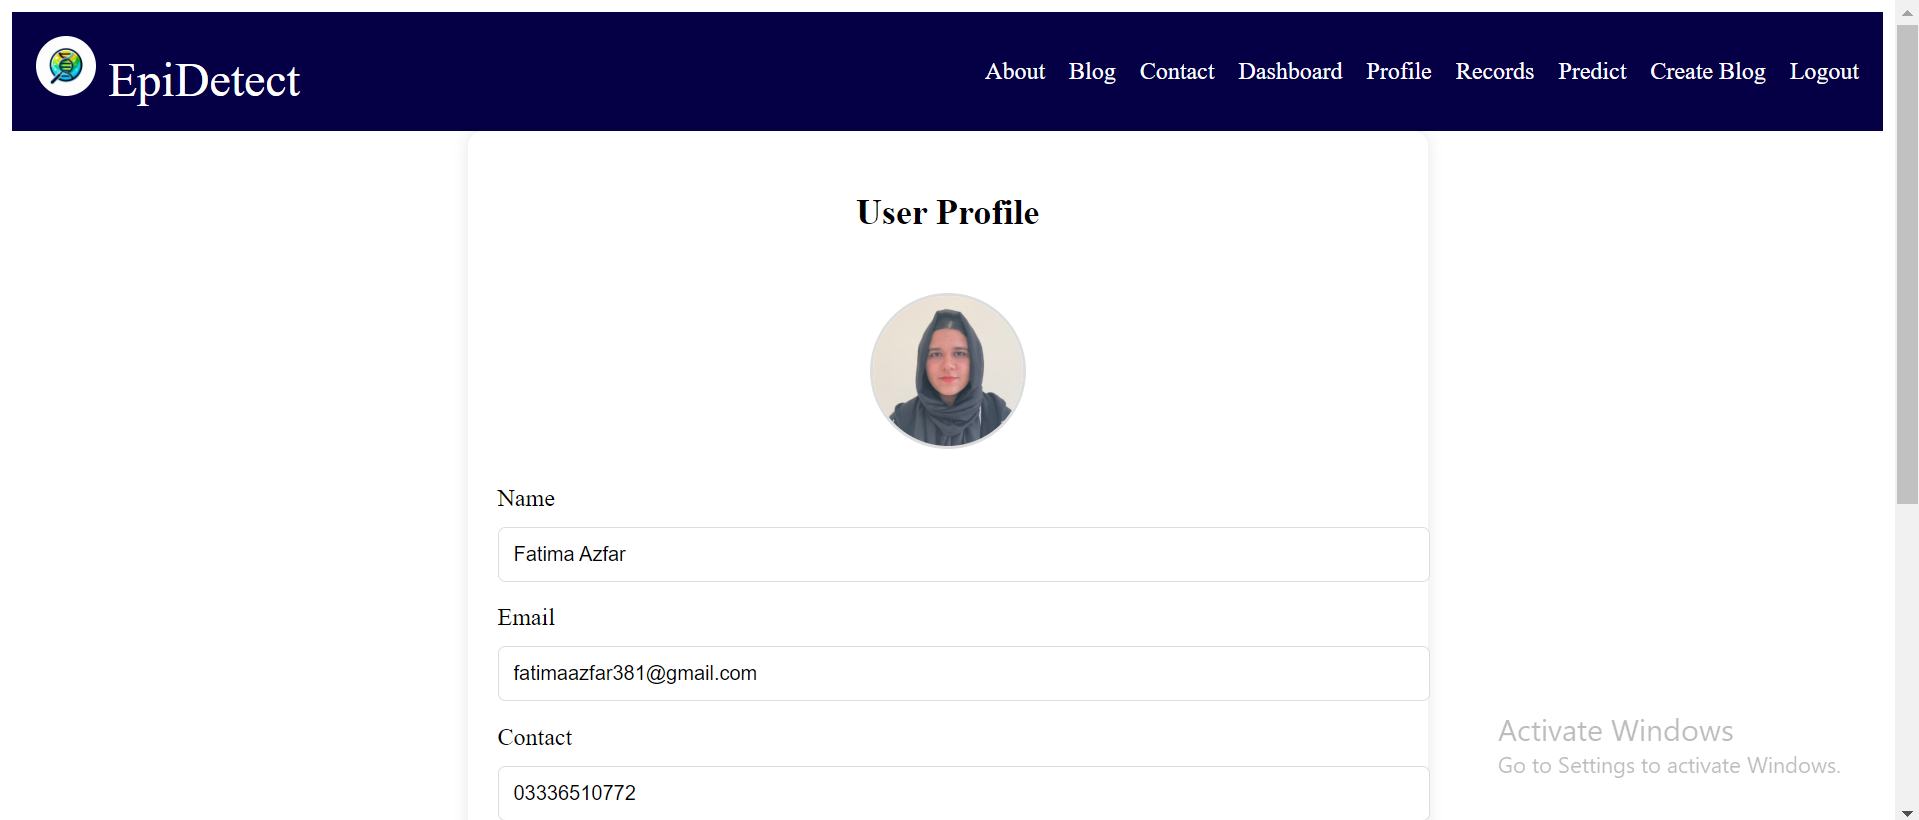 EpiDetect
About Blog Contact Dashboard Profile Records Predict Create Blog Logout
User Profile
Name
Fatima Azfar
Email
fatimaazfar381@gmail.com
Contact
03336510772
Activate Windows
Go to Settings to activate Windows.